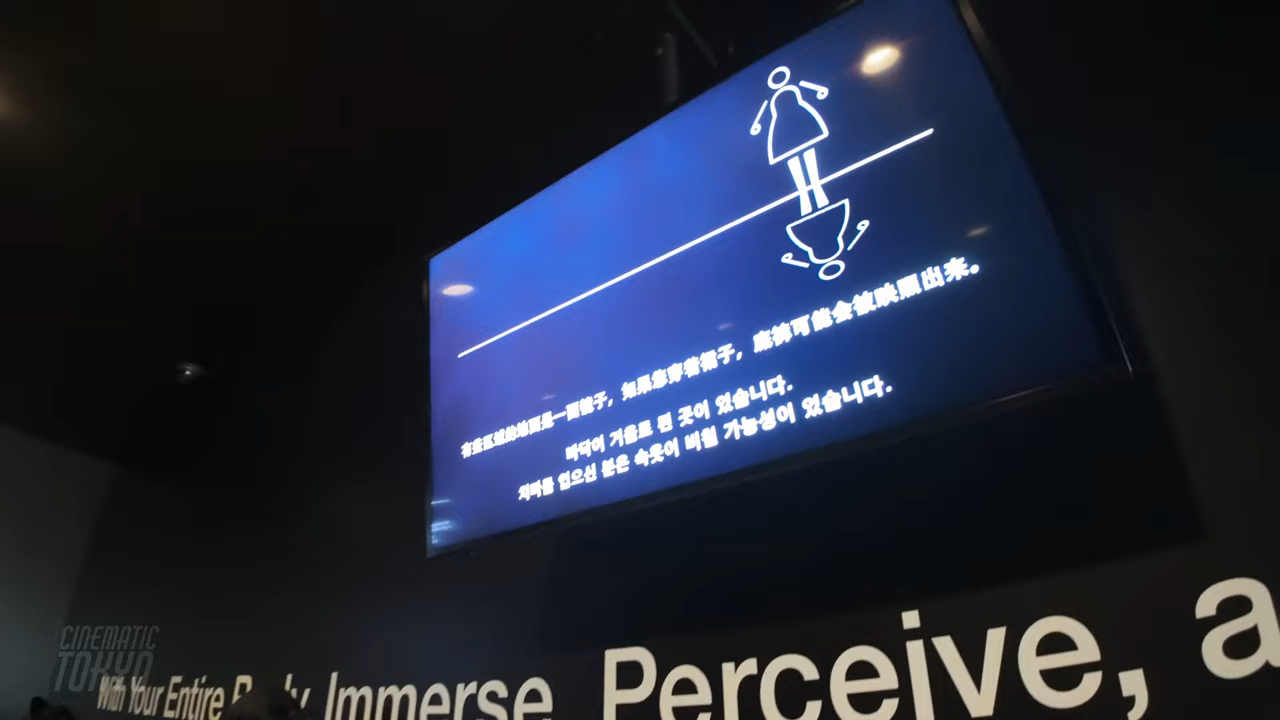 有些区域的地面是一面镜子，如果您穿着裙子，底裤可能会被映照出来。
바닥이 거울로 된 곳이 있습니다.
치마를 입으신 분은 속옷이 비칠 가능성이 있습니다.
With Your Entire Body, Immerse, Perceive, a
CINEMATIC
TOKYO